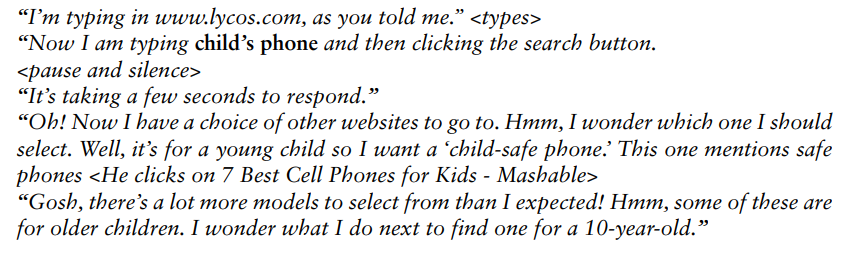 “I’m typing in www.lycos.com, as you told me.” <types>
“Now I am typing child’s phone and then clicking the search button.
<pause and silence>
“It’s taking a few seconds to respond.”
“Oh! Now I have a choice of other websites to go to. Hmm, I wonder which one I should
select. Well, it’s for a young child so I want a ‘child-safe phone.’ This one mentions safe
phones <He clicks on 7 Best Cell Phones for Kids - Mashable>
“Gosh, there’s a lot more models to select from than I expected! Hmm, some of these are
for older children. I wonder what I do next to find one for a 10-year-old.”